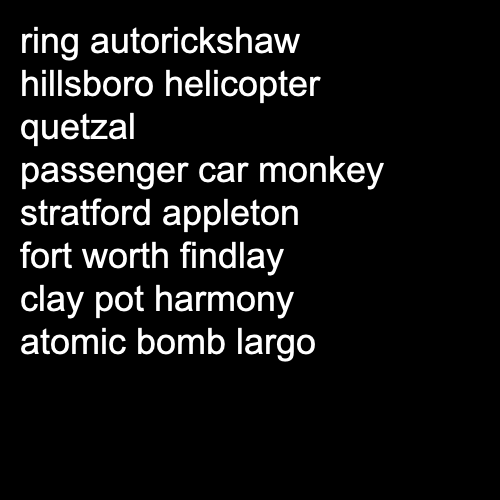 ring autorickshaw
hillsboro helicopter
quetzal
passenger car monkey
stratford appleton
fort worth findlay
clay pot harmony
atomic bomb largo